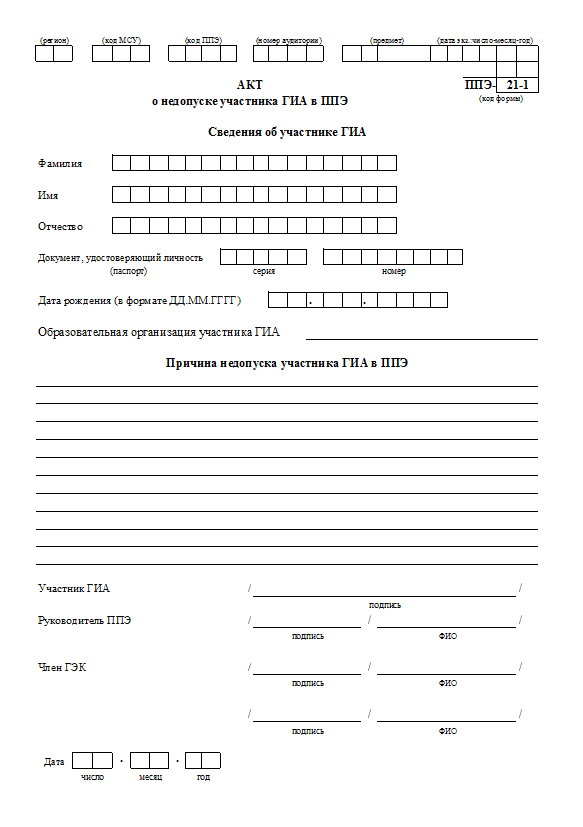 (регион) (код МСУ) (код ППЭ) (номер аудитории) (предмет) (дата экз.:число-месяц-год)
ППЭ- 21-1
(код формы)
АКТ
о недопуске участника ГИА в ППЭ
Сведения об участнике ГИА
Фамилия
Имя
Отчество
Документ, удостоверяющий личность
(паспорт) серия номер
Дата рождения (в формате ДД.ММ.ГГГГ) . .
Образовательная организация участника ГИА
Причина недопуска участника ГИА в ППЭ
Участник ГИА / /
подпись
Руководитель ППЭ / / /
подпись ФИО
Член ГЭК / / /
подпись ФИО
/ / /
подпись ФИО
Дата . .
число месяц год